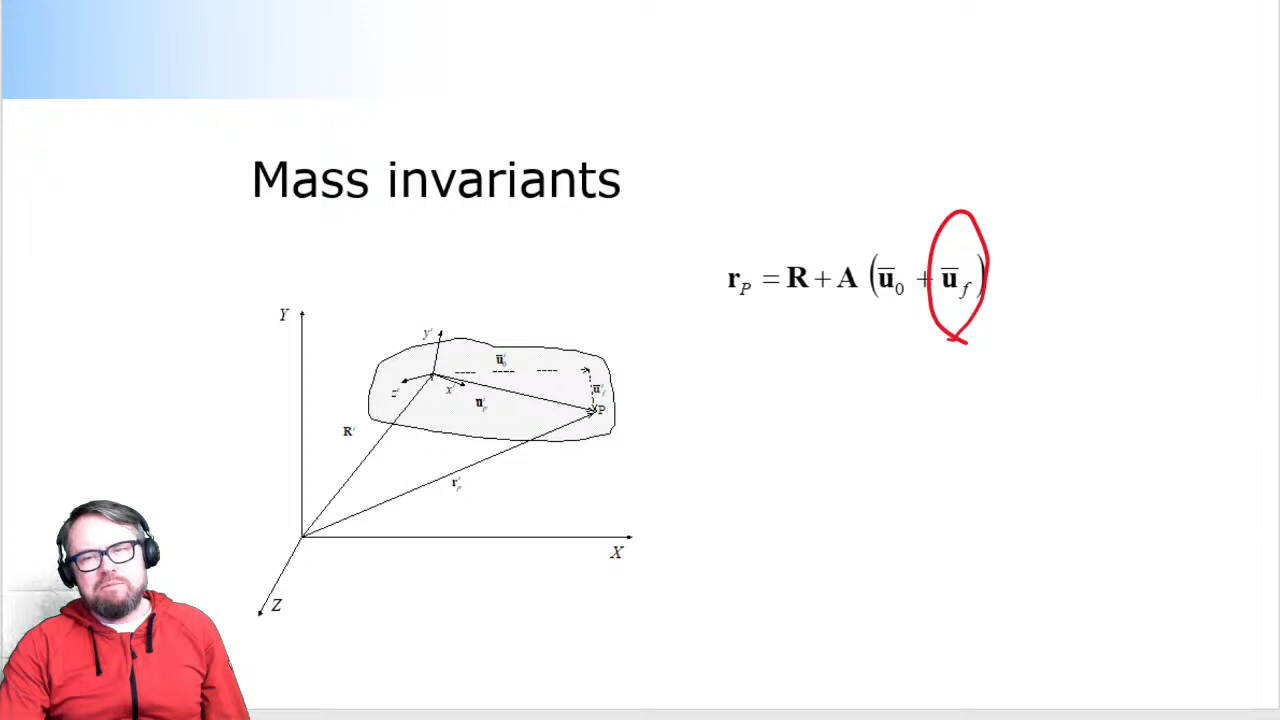 Mass invariants
r_P = R + A (ū_0 + ū_f)
Y
y^i
ū_0^i
z^i
x^i
ū_f^i
ū_p^i
P
R^i
r_p^i
X
Z